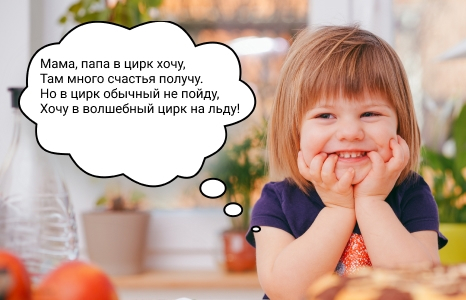 Мама, папа в цирк хочу,
Там много счастья получу.
Но в цирк обычный не пойду,
Хочу в волшебный цирк на льду!